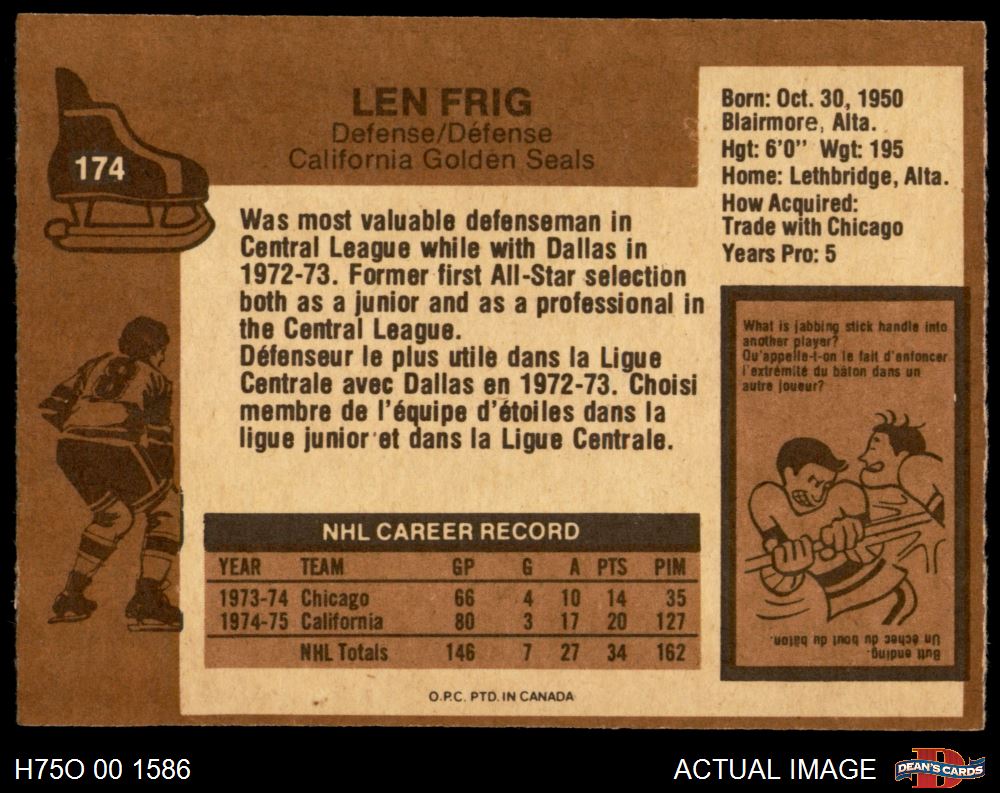 174
LEN FRIG
Defense/Défense
California Golden Seals
Born: Oct. 30, 1950
Blairmore, Alta.
Hgt: 6'0" Wgt: 195
Home: Lethbridge, Alta.
How Acquired:
Trade with Chicago
Years Pro: 5
Was most valuable defenseman in
Central League while with Dallas in
1972-73. Former first All-Star selection
both as a junior and as a professional in
the Central League.
Défenseur le plus utile dans la Ligue
Centrale avec Dallas en 1972-73. Choisi
membre de l'équipe d'étoiles dans la
ligue junior et dans la Ligue Centrale.
What is jabbing stick handle into
another player?
Qu'appelle-t-on le fait d'enfoncer
l'extrémité du bâton dans un
autre joueur?
8
Butt ending.
Un échec du bout du bâton.
NHL CAREER RECORD
YEAR TEAM GP G A PTS PIM
1973-74 Chicago 66 4 10 14 35
1974-75 California 80 3 17 20 127
NHL Totals 146 7 27 34 162
O.P.C. PTD. IN CANADA
H75O 00 1586
ACTUAL IMAGE
D
DEAN'S CARDS